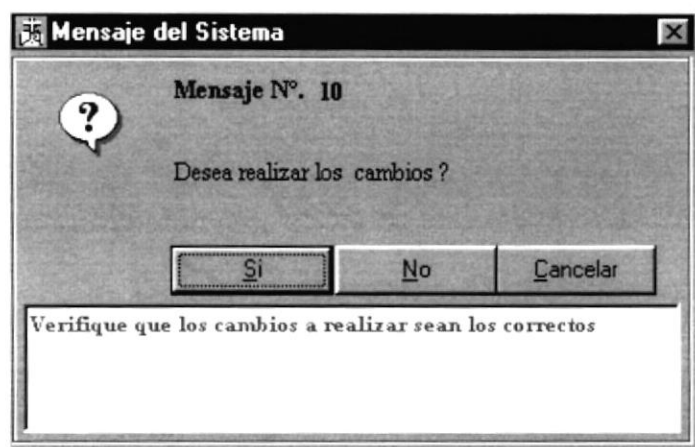 Mensaje del Sistema
Mensaje Nº. 10
?
Desea realizar los cambios ?
Si
No
Cancelar
Verifique que los cambios a realizar sean los correctos